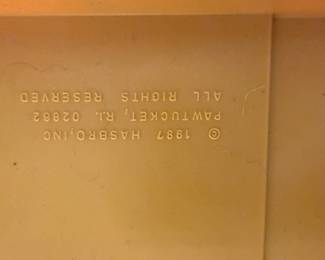 © 1997 HASBRO, INC
PAWTUCKET, R.I. 02862
ALL RIGHTS RESERVED